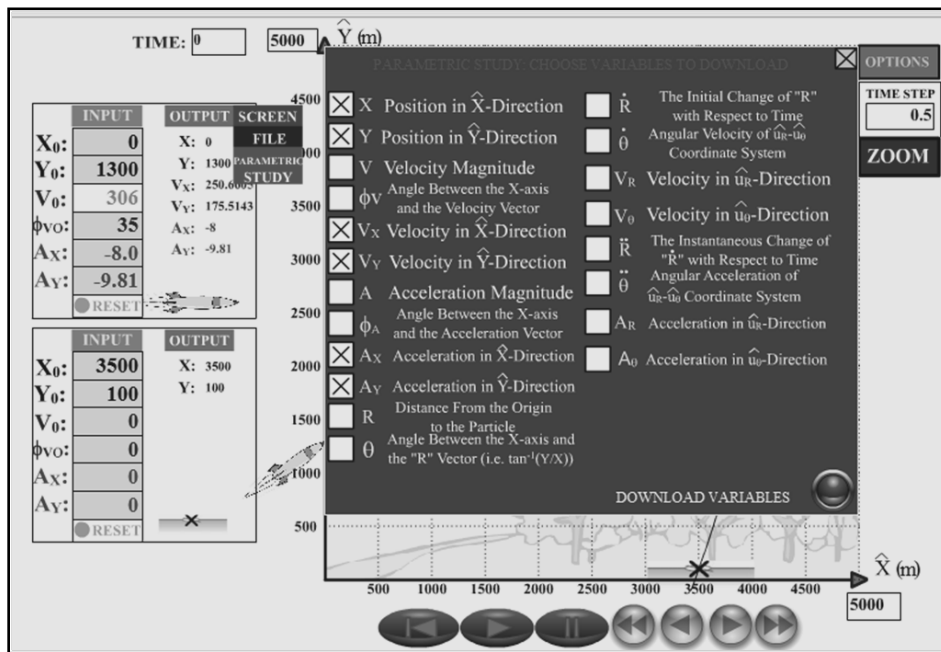 TIME: 0 5000 Ŷ (m)
PARAMETRIC STUDY: CHOOSE VARIABLES TO DOWNLOAD
OPTIONS
TIME STEP
0.5
ZOOM
INPUT
X₀: 0
Y₀: 1300
V₀: 306
ϕvo: 35
Ax: -8.0
AY: -9.81
RESET
OUTPUT
X: 0
Y: 1300
Vx: 250.6605
VY: 175.5143
Ax: -8
AY: -9.81
SCREEN
FILE
PARAMETRIC
STUDY
INPUT
X₀: 3500
Y₀: 100
V₀: 0
ϕvo: 0
Ax: 0
AY: 0
RESET
OUTPUT
X: 3500
Y: 100
4500
4000
3500
3000
2500
2000
1500
1000
500
X Position in X̂-Direction
Y Position in Ŷ-Direction
V Velocity Magnitude
ϕv Angle Between the X-axis
and the Velocity Vector
Vx Velocity in X̂-Direction
VY Velocity in Ŷ-Direction
A Acceleration Magnitude
ϕA Angle Between the X-axis
and the Acceleration Vector
Ax Acceleration in X̂-Direction
AY Acceleration in Ŷ-Direction
R Distance From the Origin
to the Particle
θ Angle Between the X-axis and
the "R" Vector (i.e. tan⁻¹(Y/X))
Ṙ The Initial Change of "R"
with Respect to Time
θ̇ Angular Velocity of ûR-ûθ
Coordinate System
VR Velocity in ûR-Direction
Vθ Velocity in ûθ-Direction
R̈ The Instantaneous Change of
"Ṙ" with Respect to Time
θ̈ Angular Acceleration of
ûR-ûθ Coordinate System
AR Acceleration in ûR-Direction
Aθ Acceleration in ûθ-Direction
DOWNLOAD VARIABLES
500 1000 1500 2000 2500 3000 3500 4000 4500
X̂ (m)
5000